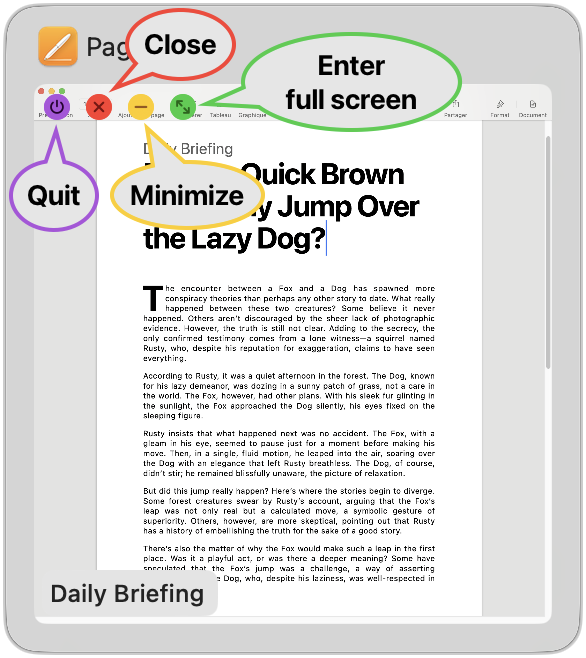 Pag
Close
Enter
full screen
Quit
Minimize
Ajou
page
Tableau
Graphique
Partager
Format
Document
Daily Briefing
Quick Brown
y Jump Over
the Lazy Dog?
The encounter between a Fox and a Dog has spawned more
conspiracy theories than perhaps any other story to date. What really
happened between these two creatures? Some believe it never
happened. Others aren't discouraged by the sheer lack of photographic
evidence. However, the truth is still not clear. Adding to the secrecy, the
only confirmed testimony comes from a lone witness—a squirrel named
Rusty, who, despite his reputation for exaggeration, claims to have seen
everything.
According to Rusty, it was a quiet afternoon in the forest. The Dog, known
for his lazy demeanor, was dozing in a sunny patch of grass, not a care in
the world. The Fox, however, had other plans. With his sleek fur glinting in
the sunlight, the Fox approached the Dog silently, his eyes fixed on the
sleeping figure.
Rusty insists that what happened next was no accident. The Fox, with a
gleam in his eye, seemed to pause just for a moment before making his
move. Then, in a single, fluid motion, he leaped into the air, soaring over
the Dog with an elegance that left Rusty breathless. The Dog, of course,
didn't stir; he remained blissfully unaware, the picture of relaxation.
But did this jump really happen? Here's where the stories begin to diverge.
Some forest creatures swear by Rusty's account, arguing that the Fox's
leap was not only real but a calculated move, a symbolic gesture of
superiority. Others, however, are more skeptical, pointing out that Rusty
has a history of embellishing the truth for the sake of a good story.
There's also the matter of why the Fox would make such a leap in the first
place. Was it a playful act, or was there a deeper meaning? Some have
speculated that the Fox's jump was a challenge, a way of asserting
e Dog, who, despite his laziness, was well-respected in
Daily Briefing